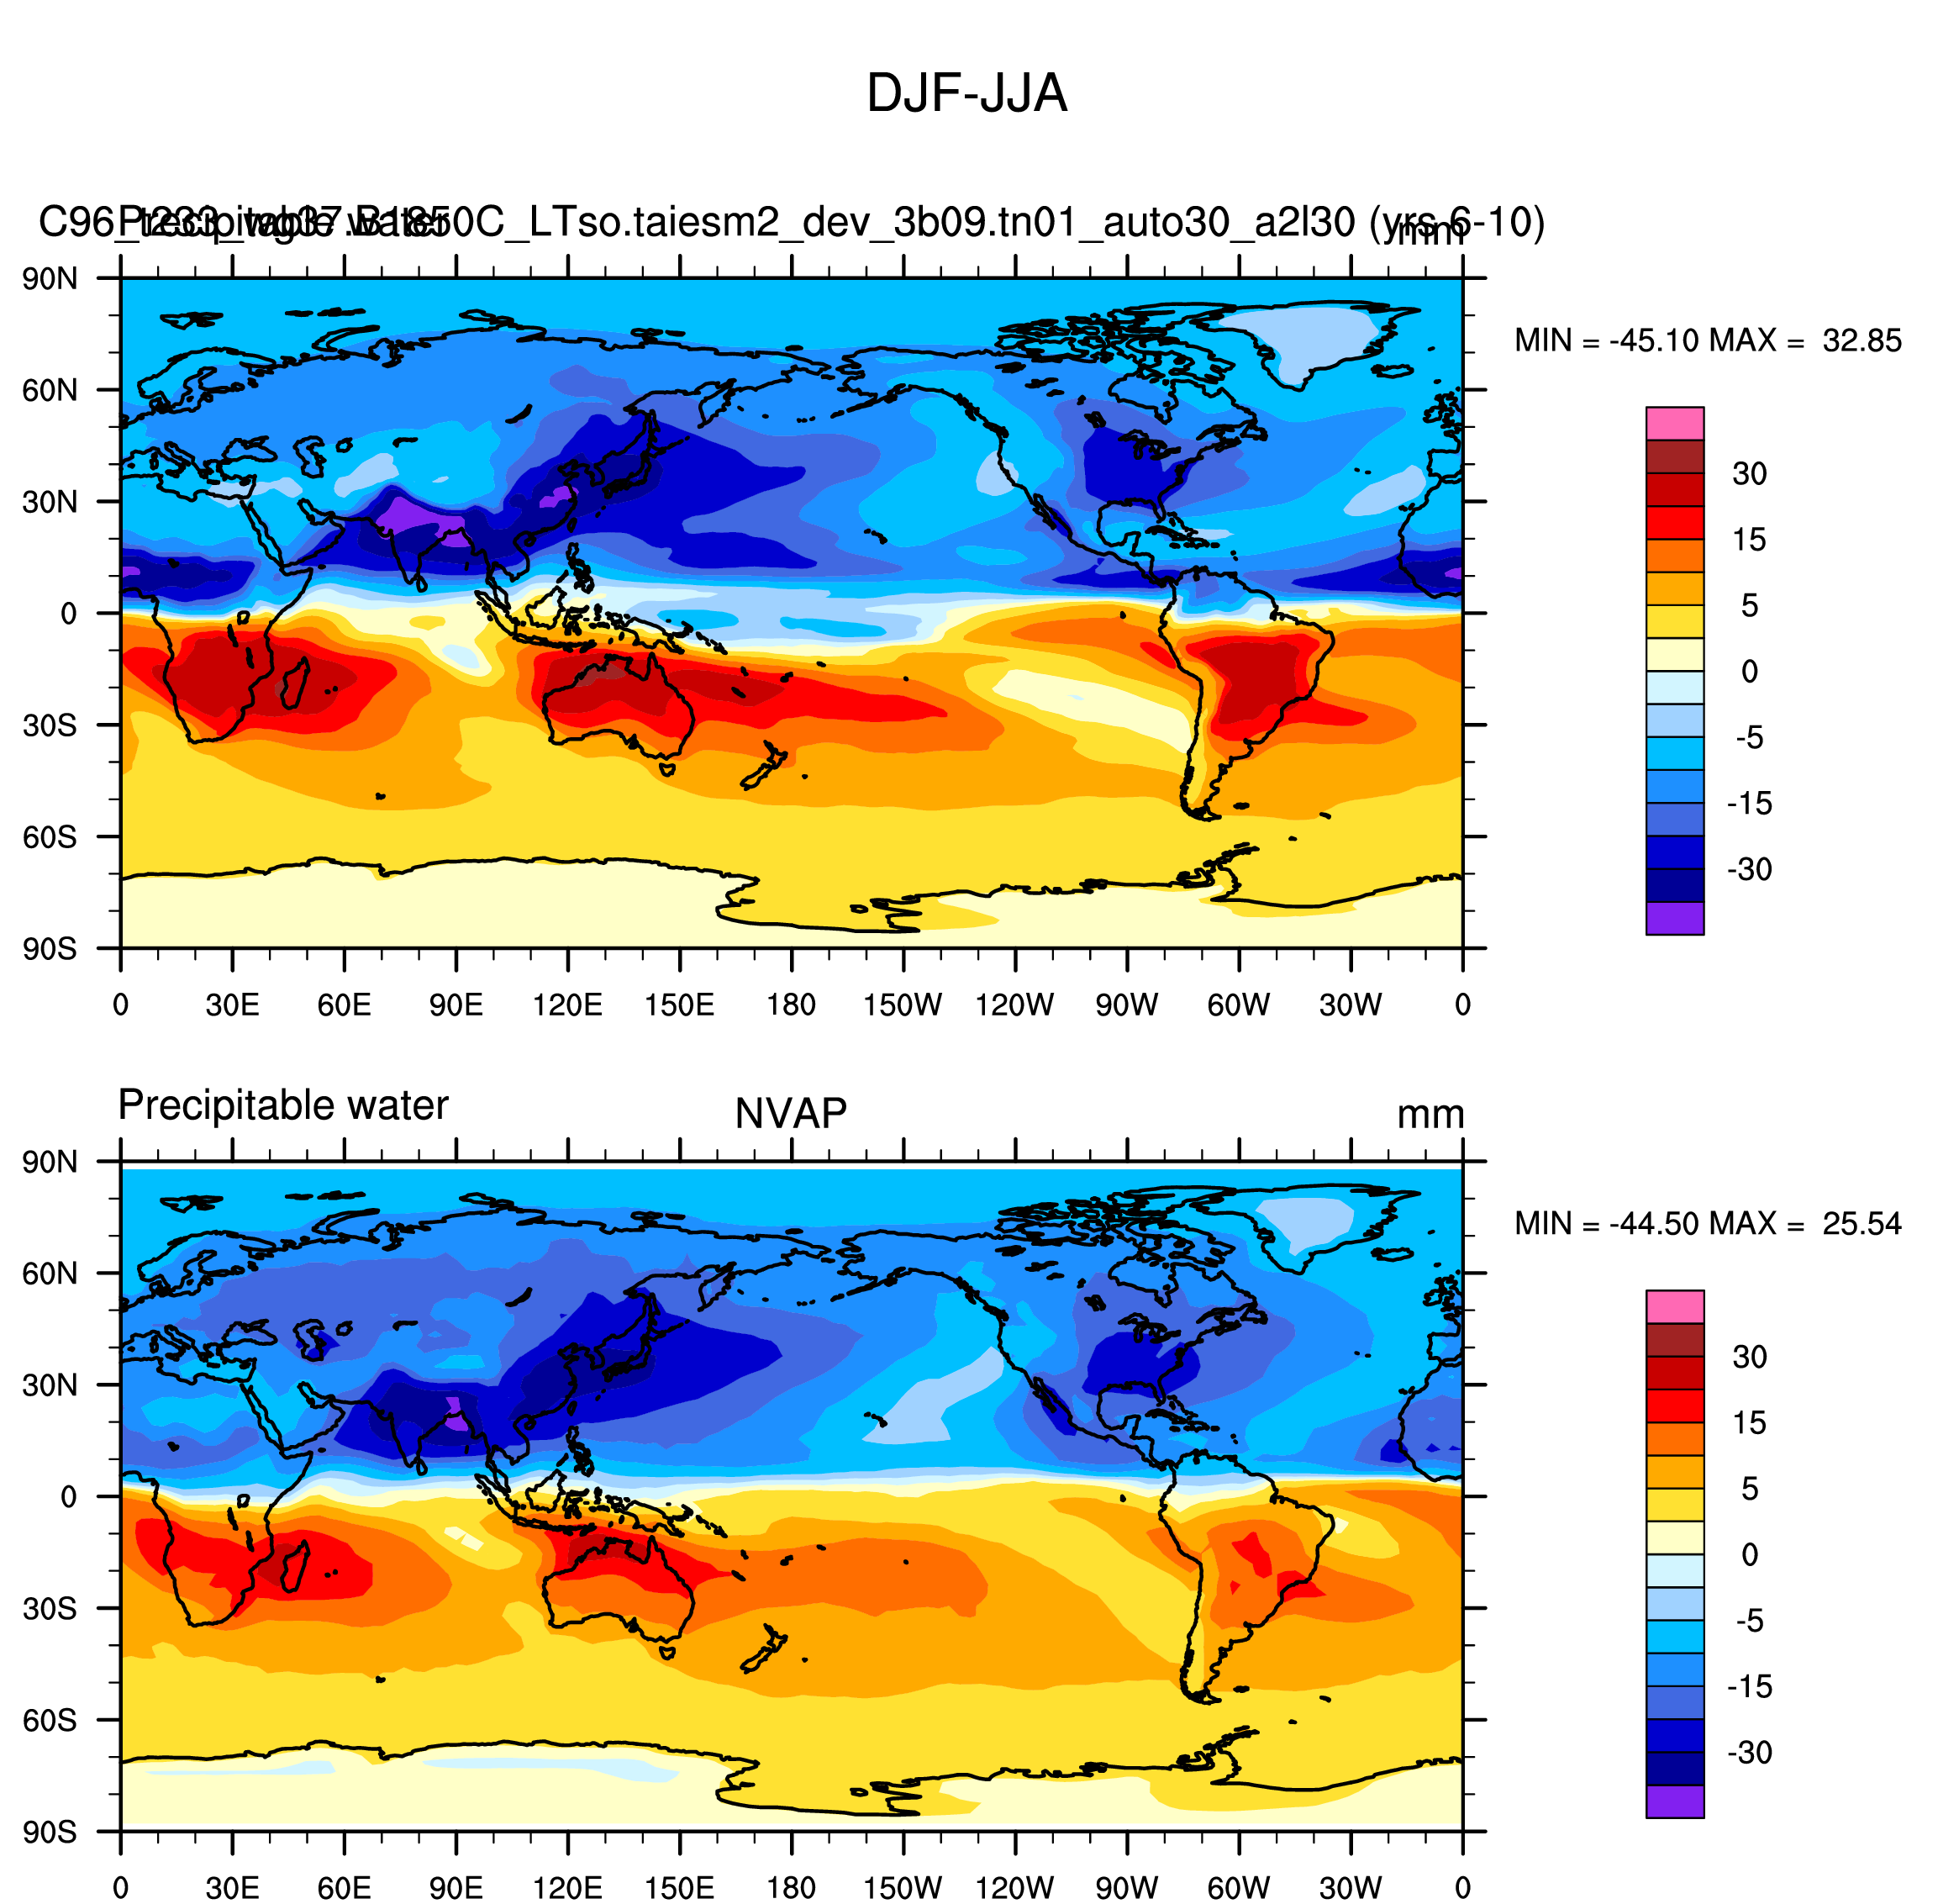 DJF-JJA
C96_t233_wg37.B1850C_LTso.taiesm2_dev_3b09.tn01_auto30_a2l30 (yrs 6-10)
Precipitable Water
mm
MIN = -45.10 MAX = 32.85
90N
60N
30N
0
30S
60S
90S
0 30E 60E 90E 120E 150E 180 150W 120W 90W 60W 30W 0
30
15
5
0
-5
-15
-30
Precipitable water NVAP mm
MIN = -44.50 MAX = 25.54
90N
60N
30N
0
30S
60S
90S
0 30E 60E 90E 120E 150E 180 150W 120W 90W 60W 30W 0
30
15
5
0
-5
-15
-30